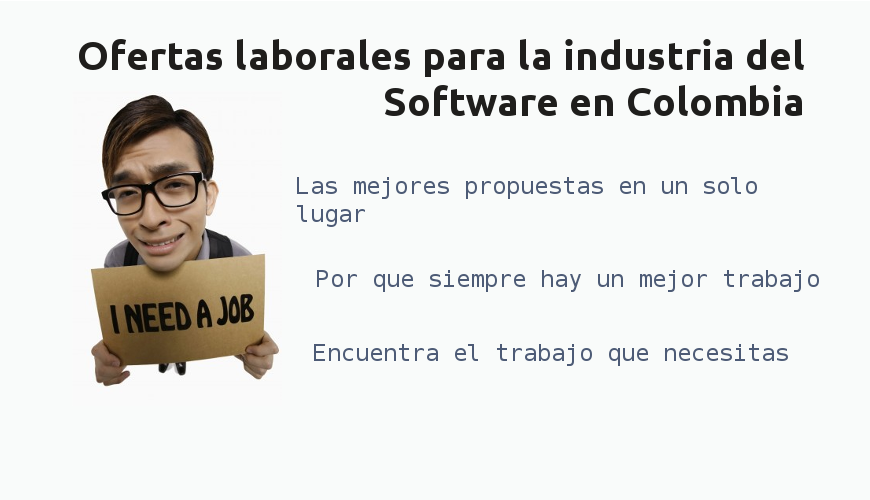 Ofertas laborales para la industria del
Software en Colombia
Las mejores propuestas en un solo
lugar
Por que siempre hay un mejor trabajo
Encuentra el trabajo que necesitas
I NEED A JOB